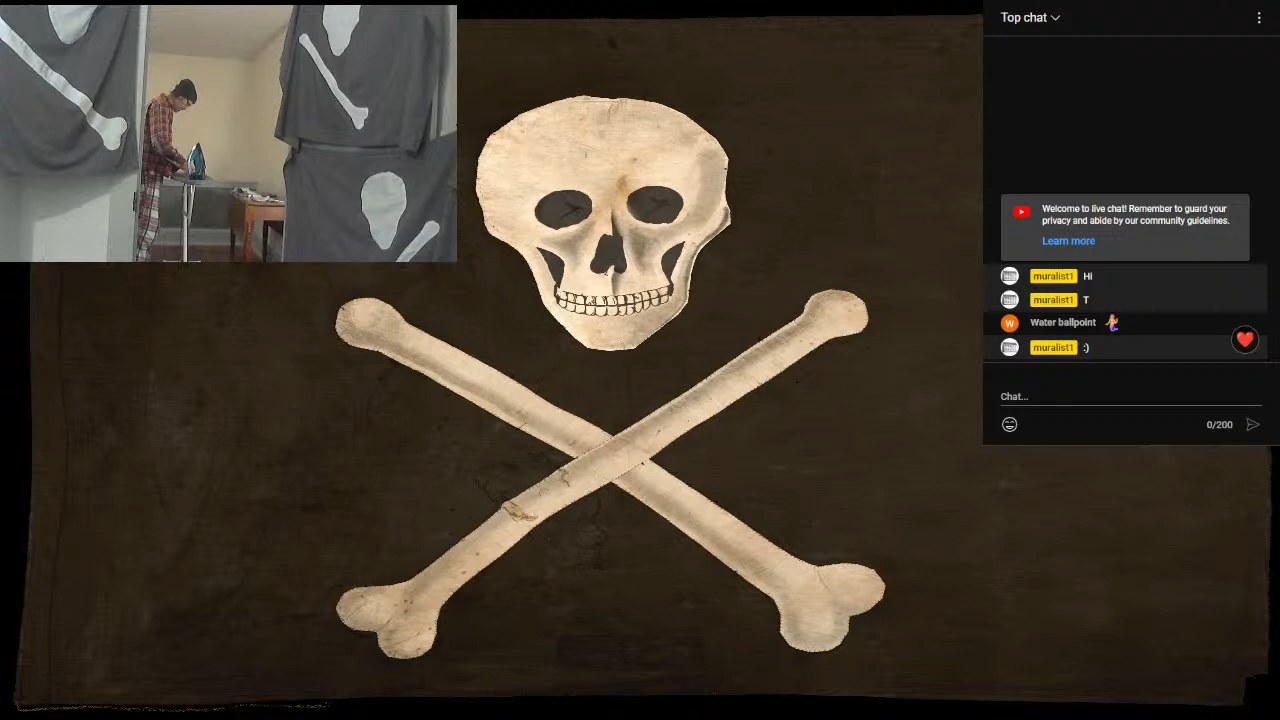 Top chat
Welcome to live chat! Remember to guard your
privacy and abide by our community guidelines.
Learn more
muralist1 Hi
muralist1 T
W Water ballpoint
muralist1 :)
Chat...
0/200